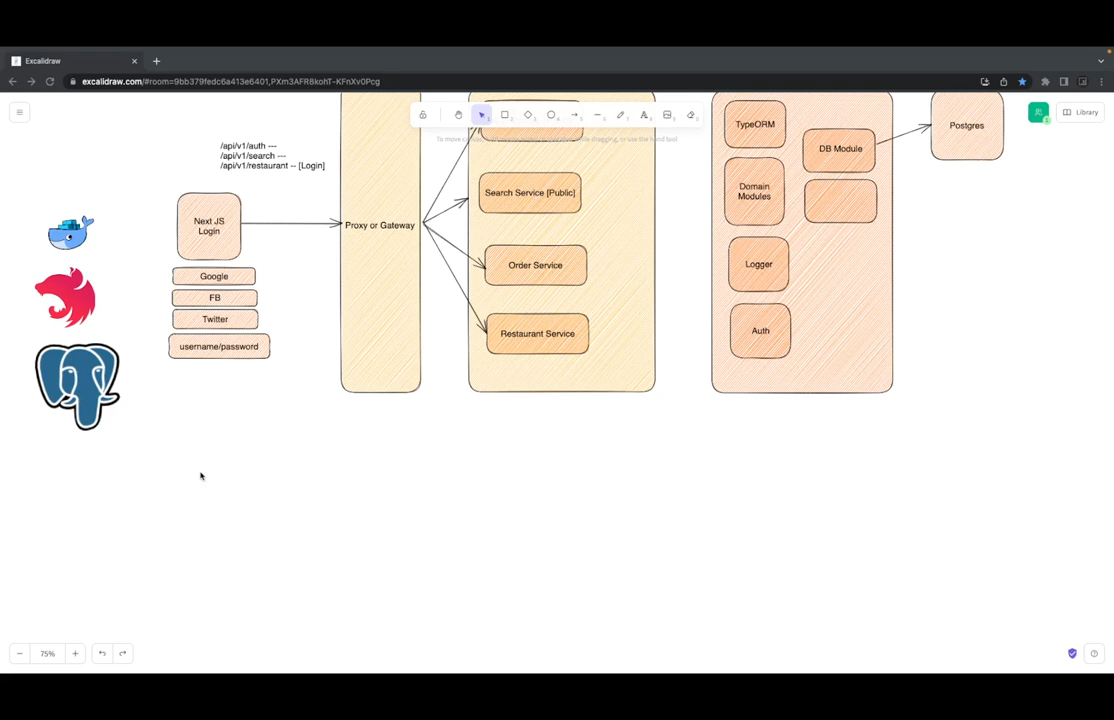 Excalidraw
excalidraw.com/#room=9bb379fedc6a413e6401,PXm3AFR8kohT-KFnXv0Pcg
Library
/api/v1/auth ---
/api/v1/search ---
/api/v1/restaurant -- [Login]
Next JS
Login
Google
FB
Twitter
username/password
Proxy or Gateway
Search Service [Public]
Order Service
Restaurant Service
TypeORM
Domain
Modules
Logger
Auth
DB Module
Postgres
75%